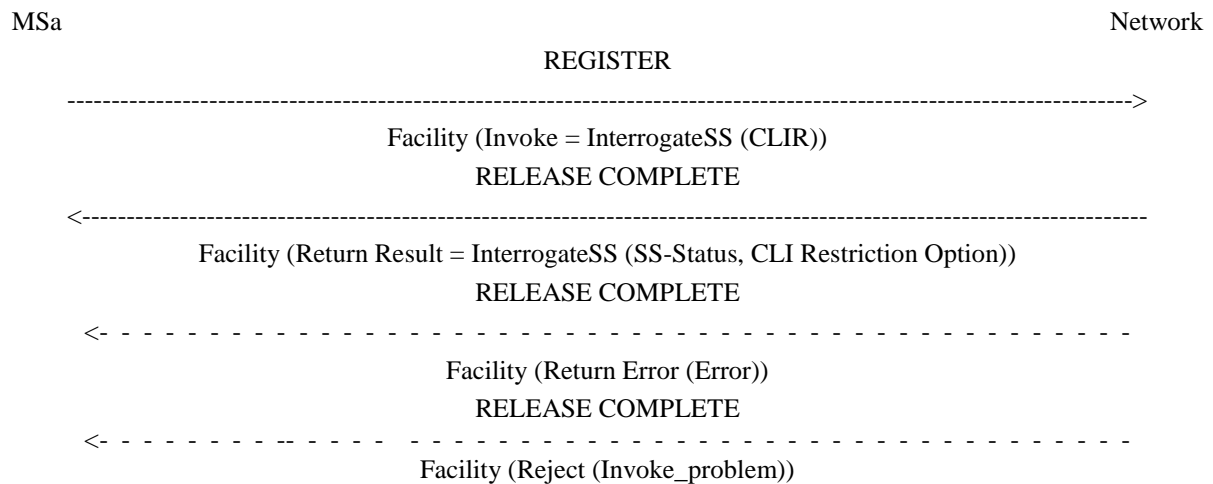 MSa Network
REGISTER
Facility (Invoke = InterrogateSS (CLIR))
RELEASE COMPLETE
Facility (Return Result = InterrogateSS (SS-Status, CLI Restriction Option))
RELEASE COMPLETE
Facility (Return Error (Error))
RELEASE COMPLETE
Facility (Reject (Invoke_problem))